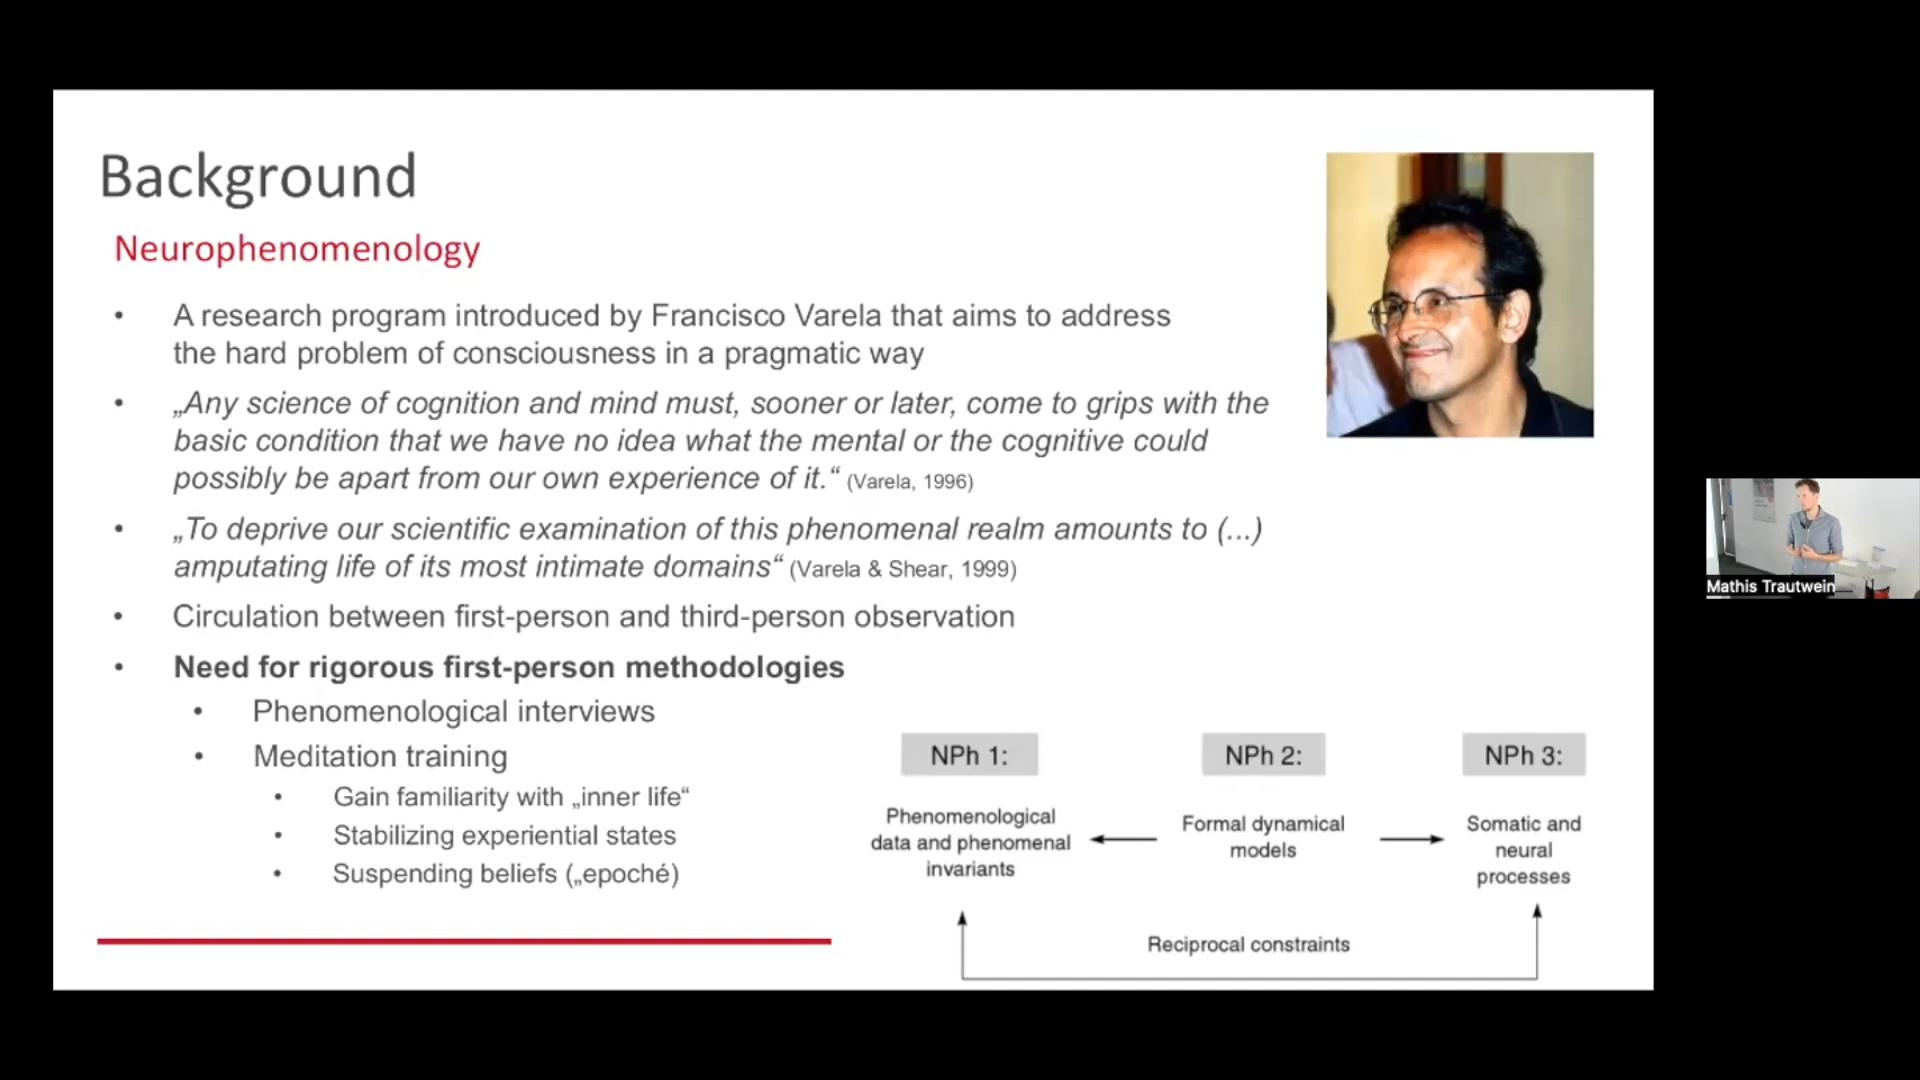 Background
Neurophenomenology
• A research program introduced by Francisco Varela that aims to address
the hard problem of consciousness in a pragmatic way
• „Any science of cognition and mind must, sooner or later, come to grips with the
basic condition that we have no idea what the mental or the cognitive could
possibly be apart from our own experience of it.“ (Varela, 1996)
• „To deprive our scientific examination of this phenomenal realm amounts to (...)
amputating life of its most intimate domains“ (Varela & Shear, 1999)
• Circulation between first-person and third-person observation
• Need for rigorous first-person methodologies
• Phenomenological interviews
• Meditation training
• Gain familiarity with „inner life“
• Stabilizing experiential states
• Suspending beliefs („epoché)
NPh 1:
Phenomenological
data and phenomenal
invariants
NPh 2:
Formal dynamical
models
NPh 3:
Somatic and
neural
processes
Reciprocal constraints
Mathis Trautwein